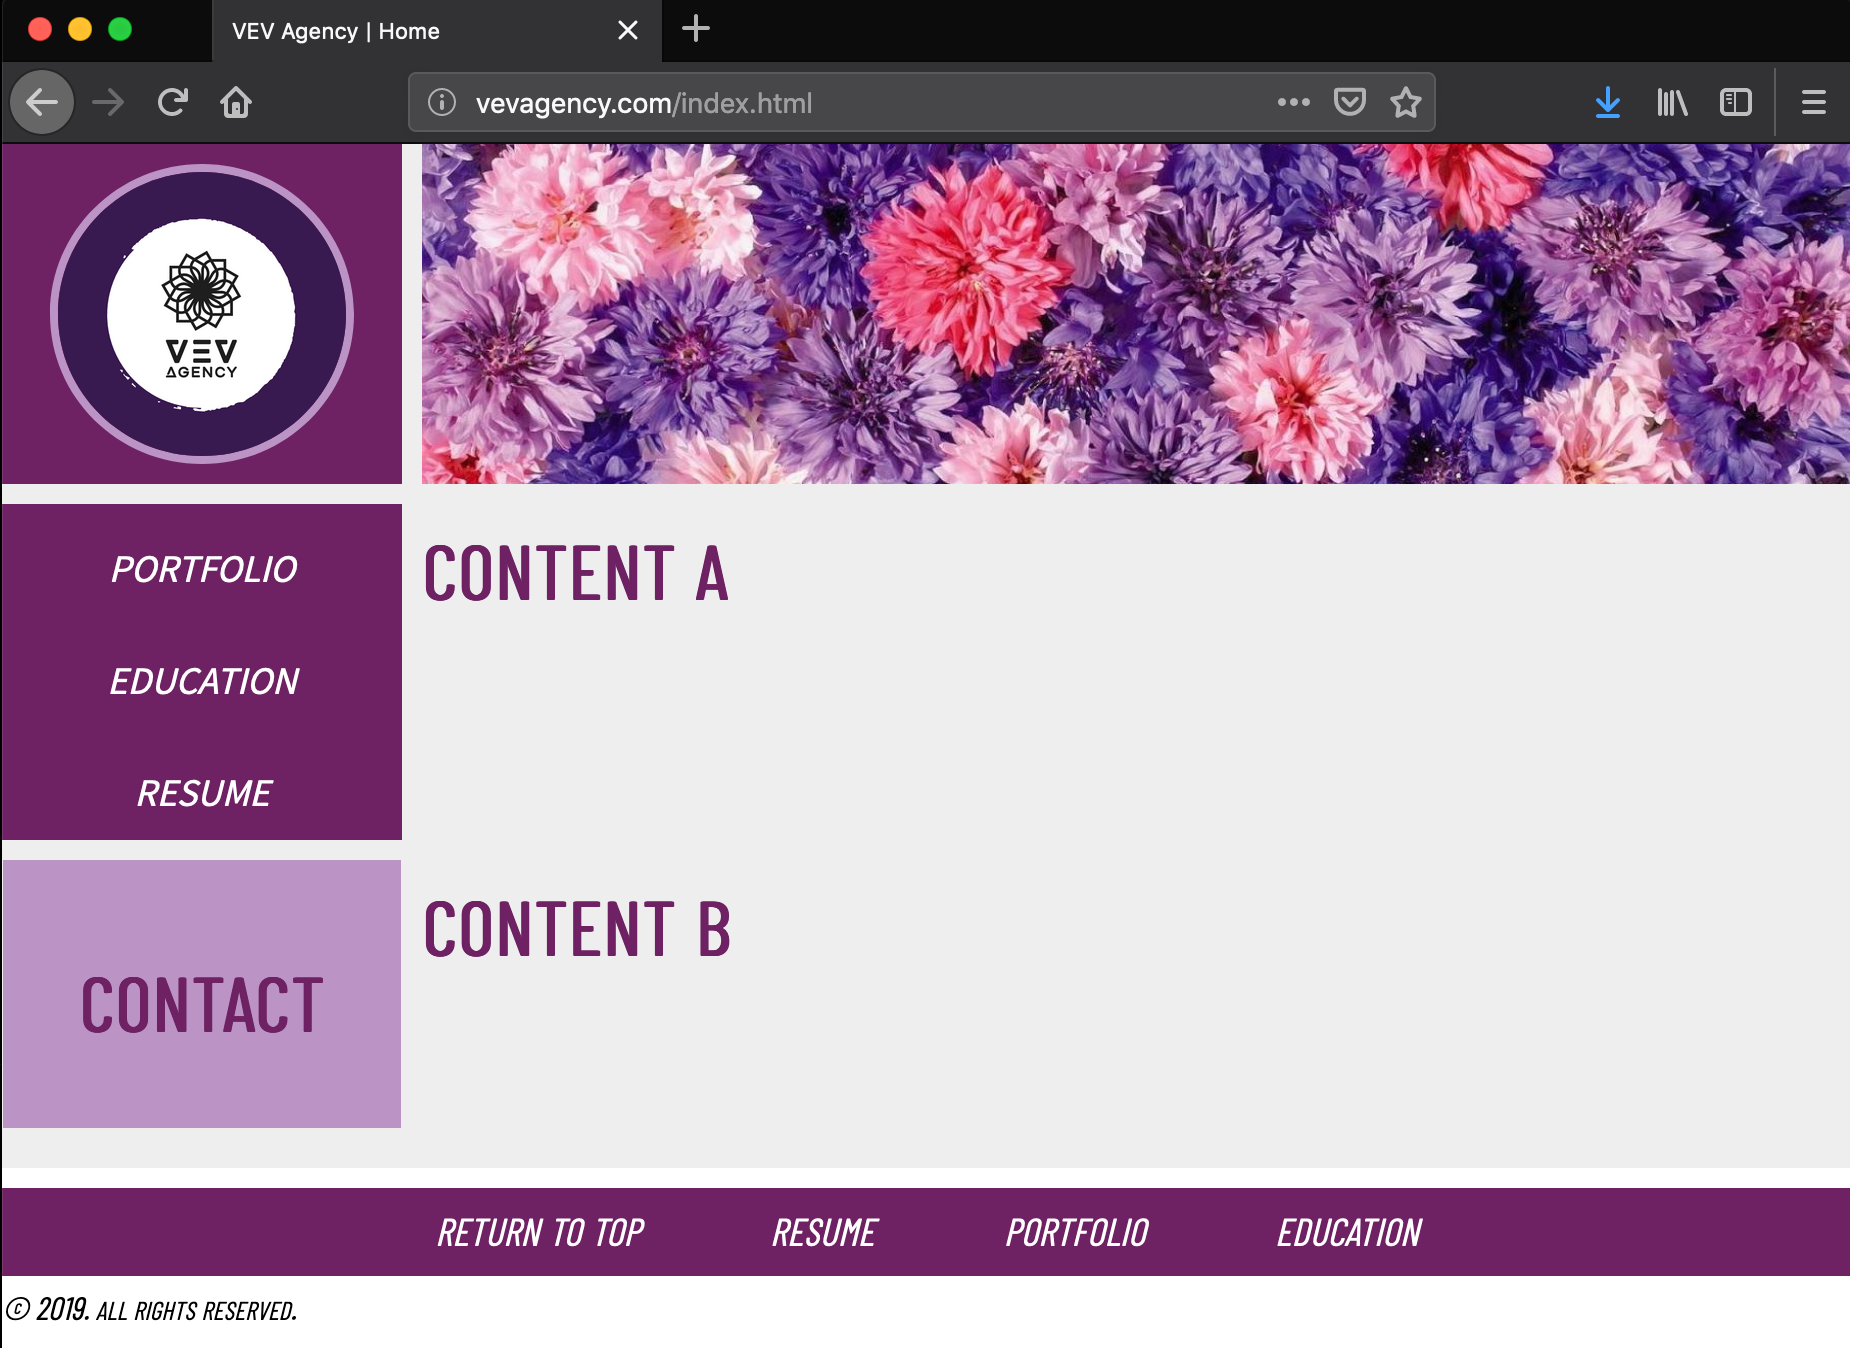 VEV Agency | Home
vevagency.com/index.html
VEV
AGENCY
PORTFOLIO
EDUCATION
RESUME
CONTENT A
CONTENT B
CONTACT
RETURN TO TOP RESUME PORTFOLIO EDUCATION
© 2019. ALL RIGHTS RESERVED.